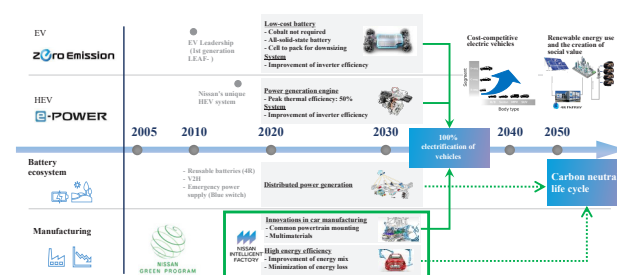 EV
Zero Emission
EV Leadership
(1st generation
LEAF- )
Low-cost battery
- Cobalt not required
- All-solid-state battery
- Cell to pack for downsizing
System
- Improvement of inverter efficiency
Cost-competitive
electric vehicles
Segment
Body type
Renewable energy use
and the creation of
social value
HEV
e-POWER
Nissan's unique
HEV system
Power generation engine
- Peak thermal efficiency: 50%
System
- Improvement of inverter efficiency
2005
2010
2020
2030
100%
electrification of
vehicles
2040
2050
Battery
ecosystem
- Reusable batteries (4R)
- V2H
- Emergency power
supply (Blue switch)
Distributed power generation
Carbon neutral
life cycle
Manufacturing
NISSAN
GREEN PROGRAM
NISSAN
INTELLIGENT
FACTORY
Innovations in car manufacturing
- Common powertrain mounting
- Multimaterials
High energy efficiency
- Improvement of energy mix
- Minimization of energy loss